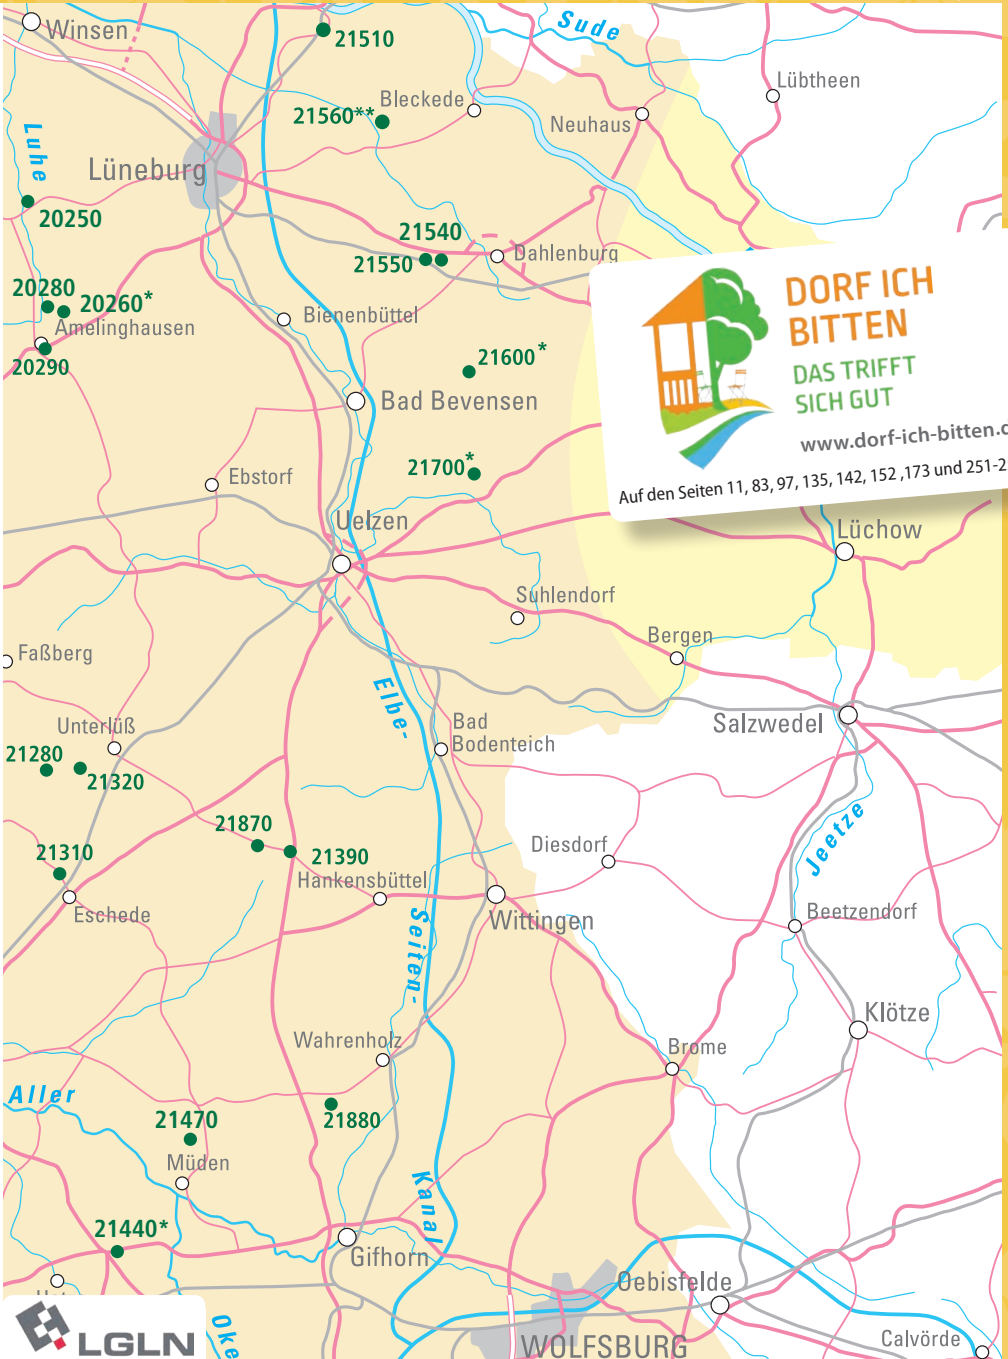 Winsen
21510
Sude
Lübtheen
Bleckede
21560**
Neuhaus
Luhe
Lüneburg
20250
21540
21550
Dahlenburg
20280
20260*
Amelinghausen
20290
Bienenbüttel
21600*
Bad Bevensen
DORF ICH
BITTEN
DAS TRIFFT
SICH GUT
www.dorf-ich-bitten.d
Auf den Seiten 11, 83, 97, 135, 142, 152 ,173 und 251-2
21700*
Ebstorf
Uelzen
Lüchow
Suhlendorf
Bergen
Faßberg
Elbe-
Unterlüß
Bad
Bodenteich
Salzwedel
21280
21320
21870
21390
21310
Hankensbüttel
Eschede
Diesdorf
Jeetze
Wittingen
Beetzendorf
Seiten-
Klötze
Wahrenholz
Brome
Aller
21470
21880
Müden
Kanal
21440*
Gifhorn
Oebisfelde
LGLN
Oke
WOLFSBURG
Calvörde